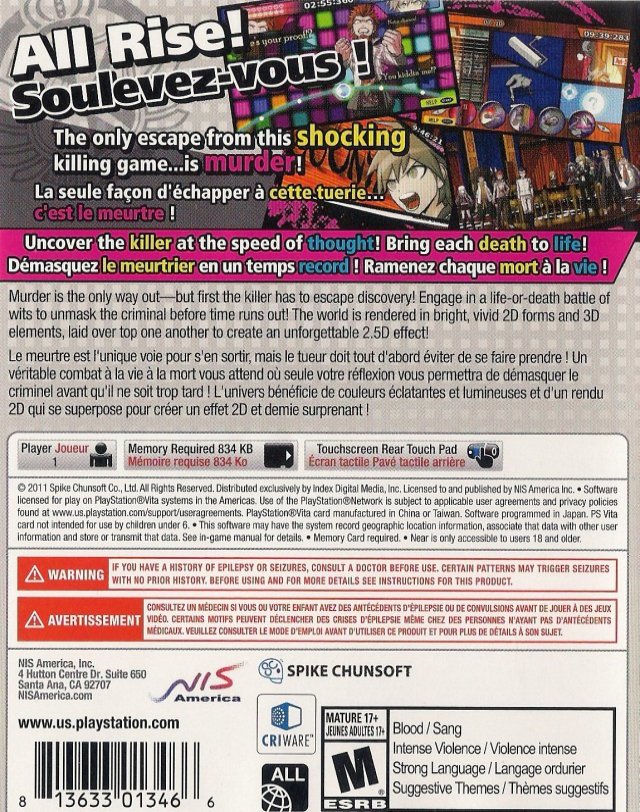 All Rise!
Soulevez-vous !
02:55:3
es your proof!?
You kiddin me!?
HELP
HELP
09:39:283
9:46:21
The only escape from this shocking
killing game...is murder!
La seule façon d'échapper à cette tuerie...
c'est le meurtre !
Uncover the killer at the speed of thought! Bring each death to life!
Démasquez le meurtrier en un temps record ! Ramenez chaque mort à la vie !
Murder is the only way out—but first the killer has to escape discovery! Engage in a life-or-death battle of
wits to unmask the criminal before time runs out! The world is rendered in bright, vivid 2D forms and 3D
elements, laid over top one another to create an unforgettable 2.5D effect!
Le meurtre est l'unique voie pour s'en sortir, mais le tueur doit tout d'abord éviter de se faire prendre ! Un
véritable combat à la vie à la mort vous attend où seule votre réflexion vous permettra de démasquer le
criminel avant qu'il ne soit trop tard ! L'univers bénéficie de couleurs éclatantes et lumineuses et d'un rendu
2D qui se superpose pour créer un effet 2D et demie surprenant !
Player Joueur
1
Memory Required 834 KB
Mémoire requise 834 Ko
Touchscreen Rear Touch Pad
Écran tactile Pavé tactile arrière
© 2011 Spike Chunsoft Co., Ltd. All Rights Reserved. Distributed exclusively by Index Digital Media, Inc. Licensed to and published by NIS America Inc. • Software
licensed for play on PlayStation®Vita systems in the Americas. Use of the PlayStation®Network is subject to applicable user agreements and privacy policies
found at www.us.playstation.com/support/useragreements. PlayStation®Vita card manufactured in China or Taiwan. Software programmed in Japan. PS Vita
card not intended for use by children under 6. • This software may have the system record geographic location information, associate that data with other user
information and store or transmit that data. See in-game manual for details. • Memory Card required. • Near is only accessible to users 18 and older.
WARNING
IF YOU HAVE A HISTORY OF EPILEPSY OR SEIZURES, CONSULT A DOCTOR BEFORE USE. CERTAIN PATTERNS MAY TRIGGER SEIZURES
WITH NO PRIOR HISTORY. BEFORE USING AND FOR MORE DETAILS SEE INSTRUCTIONS FOR THIS PRODUCT.
AVERTISSEMENT
CONSULTEZ UN MÉDECIN SI VOUS OU VOTRE ENFANT AVEZ DES ANTÉCÉDENTS D'ÉPILEPSIE OU DE CONVULSIONS AVANT DE JOUER À DES JEUX
VIDÉO. CERTAINS MOTIFS PEUVENT DÉCLENCHER DES CRISES D'ÉPILEPSIE MÊME CHEZ DES PERSONNES N'AYANT PAS D'ANTÉCÉDENTS
MÉDICAUX. VEUILLEZ CONSULTER LE MODE D'EMPLOI AVANT D'UTILISER CE PRODUIT ET POUR PLUS DE DÉTAILS À SON SUJET.
NIS America, Inc.
4 Hutton Centre Dr. Suite 650
Santa Ana, CA 92707
NISAmerica.com
NIS
America
SPIKE CHUNSOFT
www.us.playstation.com
CRIWARE™
ALL
MATURE 17+
JEUNES ADULTES 17+
M
ESRB
Blood / Sang
Intense Violence / Violence intense
Strong Language / Langage ordurier
Suggestive Themes / Thèmes suggestifs
8 13633 01346 6